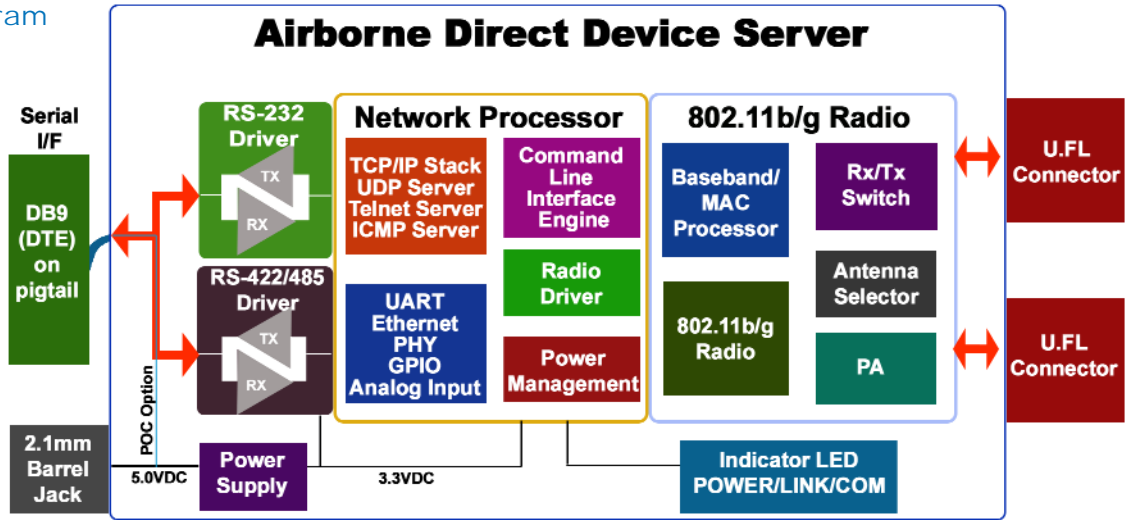 ram
Airborne Direct Device Server
Serial
I/F
DB9
(DTE)
on
pigtail
2.1mm
Barrel
Jack
POC Option
5.0VDC
RS-232
Driver
TX
RX
RS-422/485
Driver
TX
RX
Power
Supply
3.3VDC
Network Processor
TCP/IP Stack
UDP Server
Telnet Server
ICMP Server
Command
Line
Interface
Engine
UART
Ethernet
PHY
GPIO
Analog Input
Radio
Driver
Power
Management
802.11b/g Radio
Baseband/
MAC
Processor
Rx/Tx
Switch
802.11b/g
Radio
Antenna
Selector
PA
Indicator LED
POWER/LINK/COM
U.FL
Connector
U.FL
Connector